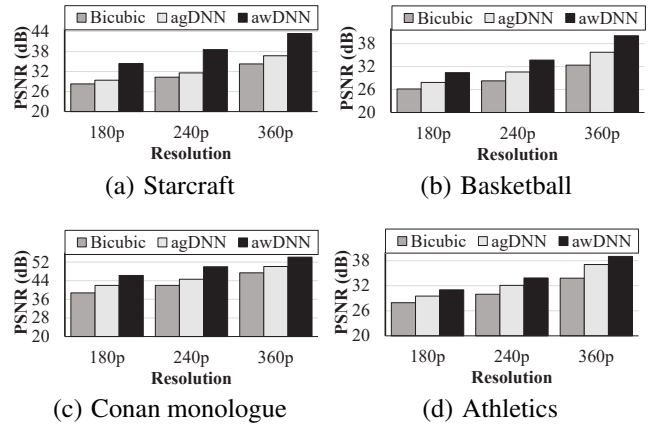 Bicubic agDNN awDNN
PSNR (dB)
44
38
32
26
20
180p 240p 360p
Resolution
(a) Starcraft
Bicubic agDNN awDNN
PSNR (dB)
38
32
26
20
180p 240p 360p
Resolution
(b) Basketball
Bicubic agDNN awDNN
PSNR (dB)
52
44
36
28
20
180p 240p 360p
Resolution
(c) Conan monologue
Bicubic agDNN awDNN
PSNR (dB)
38
32
26
20
180p 240p 360p
Resolution
(d) Athletics